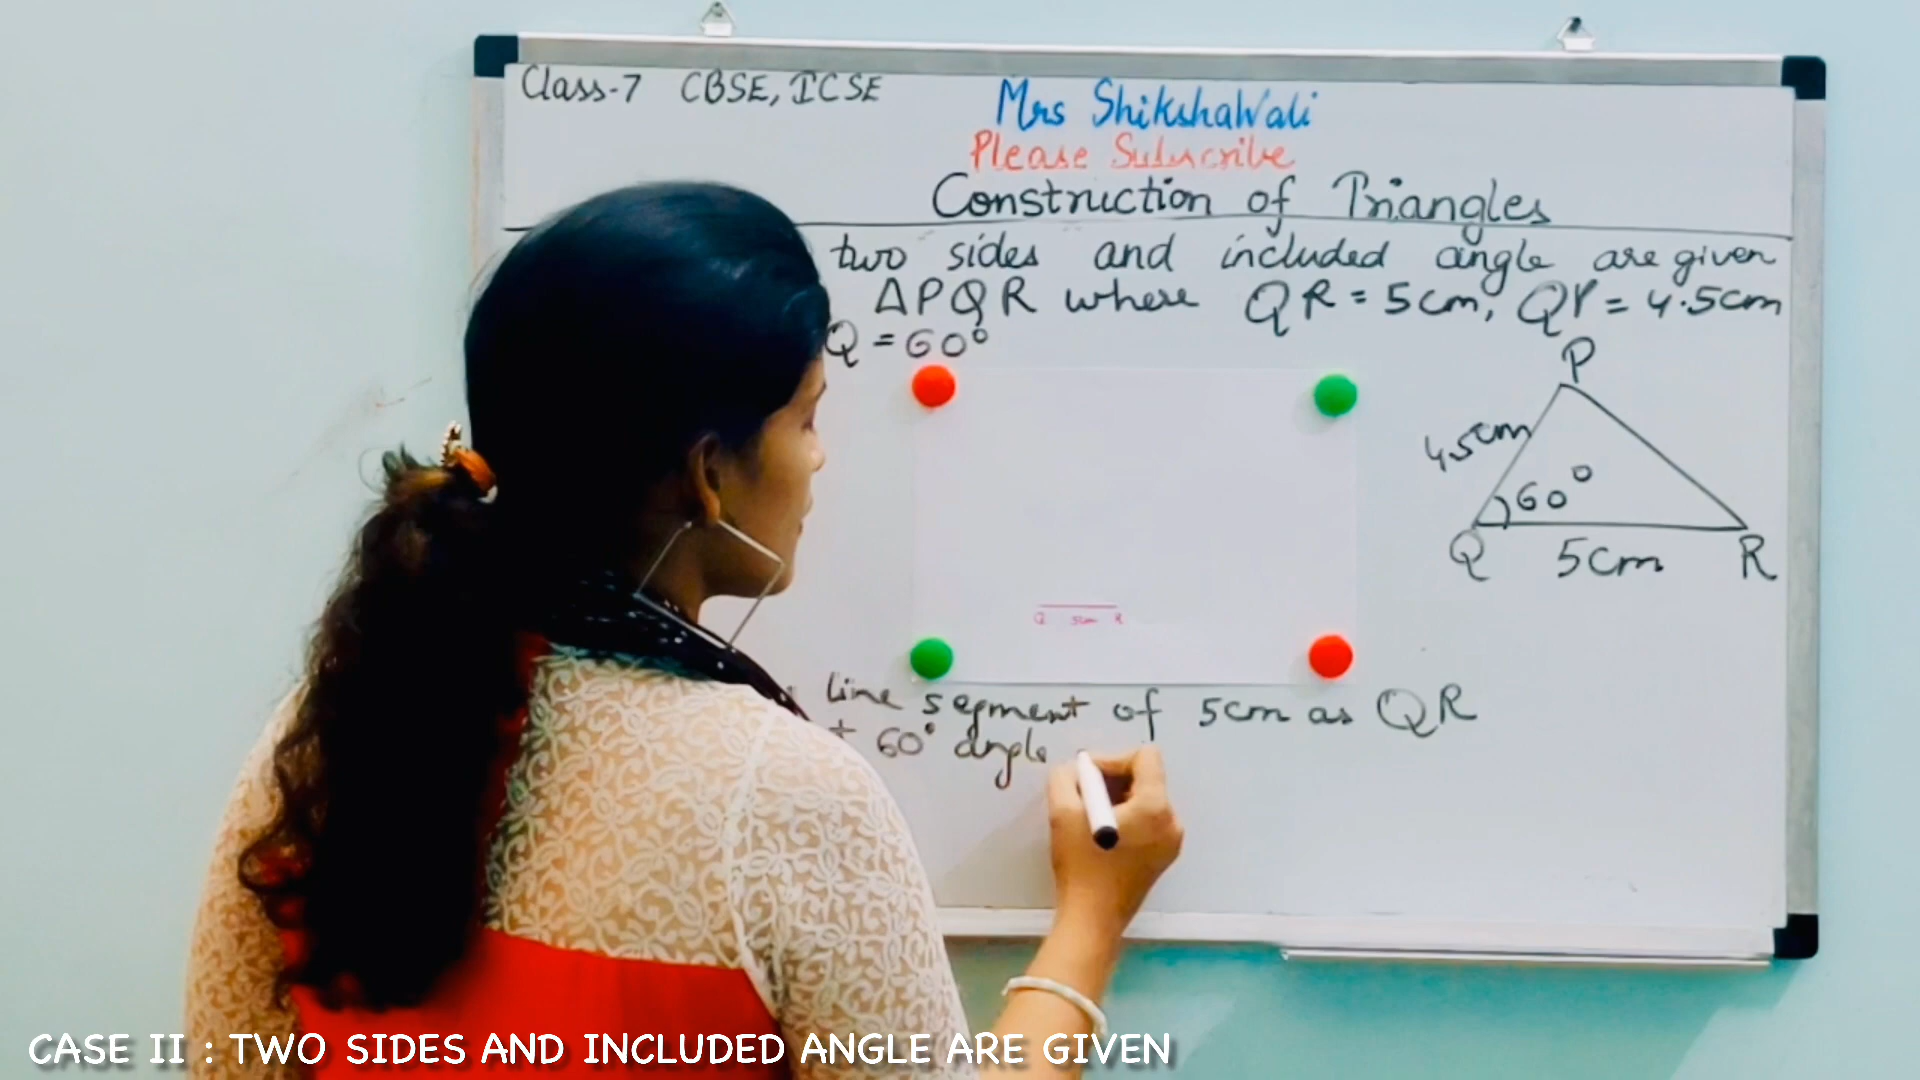 Class-7 CBSE, ICSE
Mrs ShikshaWali
Please Subscribe
Construction of Triangles
two sides and included angle are given
ΔPQR where QR = 5cm, QP = 4.5cm
Q = 60°
P
4.5cm
60°
Q 5cm R
Q 5cm R
line segment of 5cm as QR
60° angle
CASE II : TWO SIDES AND INCLUDED ANGLE ARE GIVEN